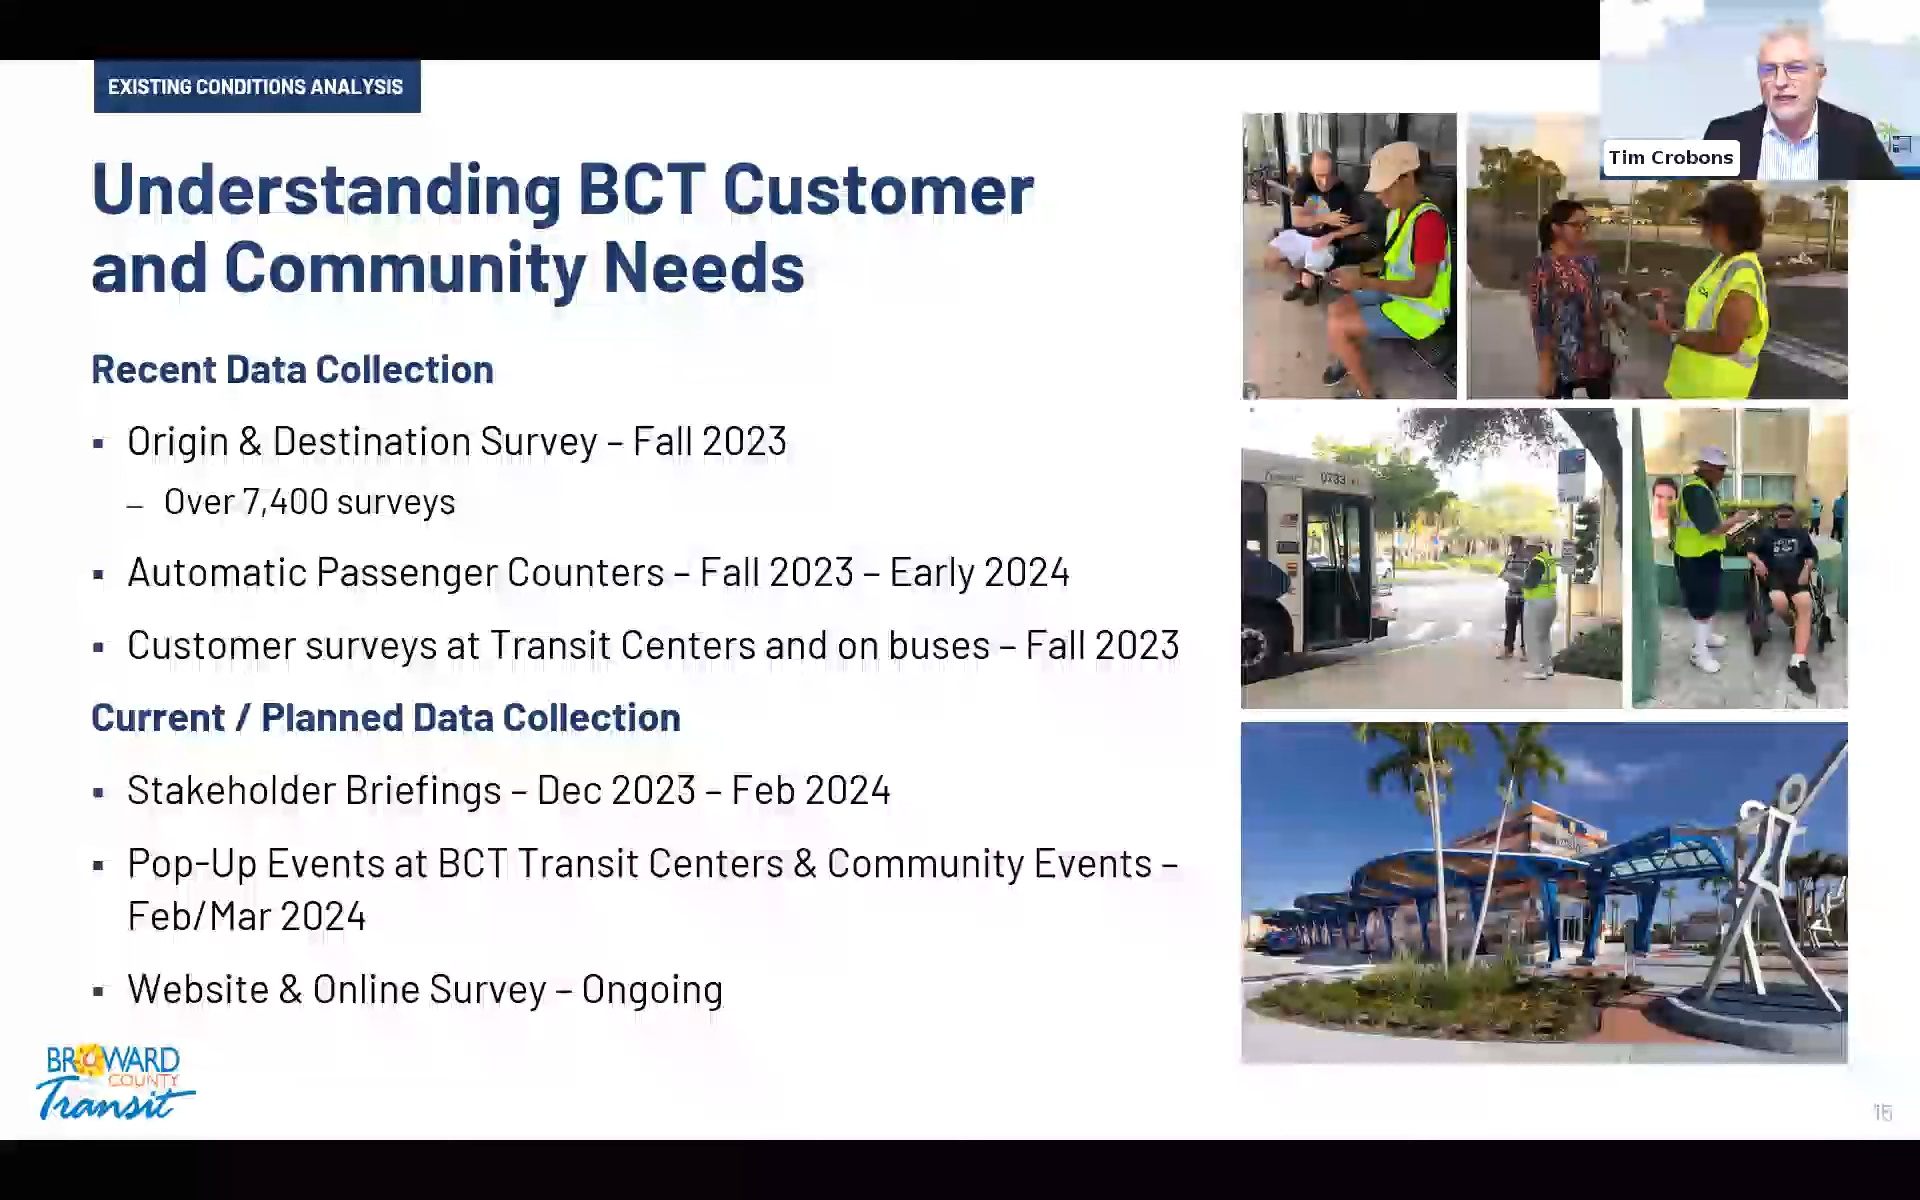 EXISTING CONDITIONS ANALYSIS
Tim Crobons
Understanding BCT Customer
and Community Needs
Recent Data Collection
▪ Origin & Destination Survey – Fall 2023
– Over 7,400 surveys
▪ Automatic Passenger Counters – Fall 2023 – Early 2024
▪ Customer surveys at Transit Centers and on buses – Fall 2023
Current / Planned Data Collection
▪ Stakeholder Briefings – Dec 2023 – Feb 2024
▪ Pop-Up Events at BCT Transit Centers & Community Events –
Feb/Mar 2024
▪ Website & Online Survey – Ongoing
BROWARD
COUNTY
Transit